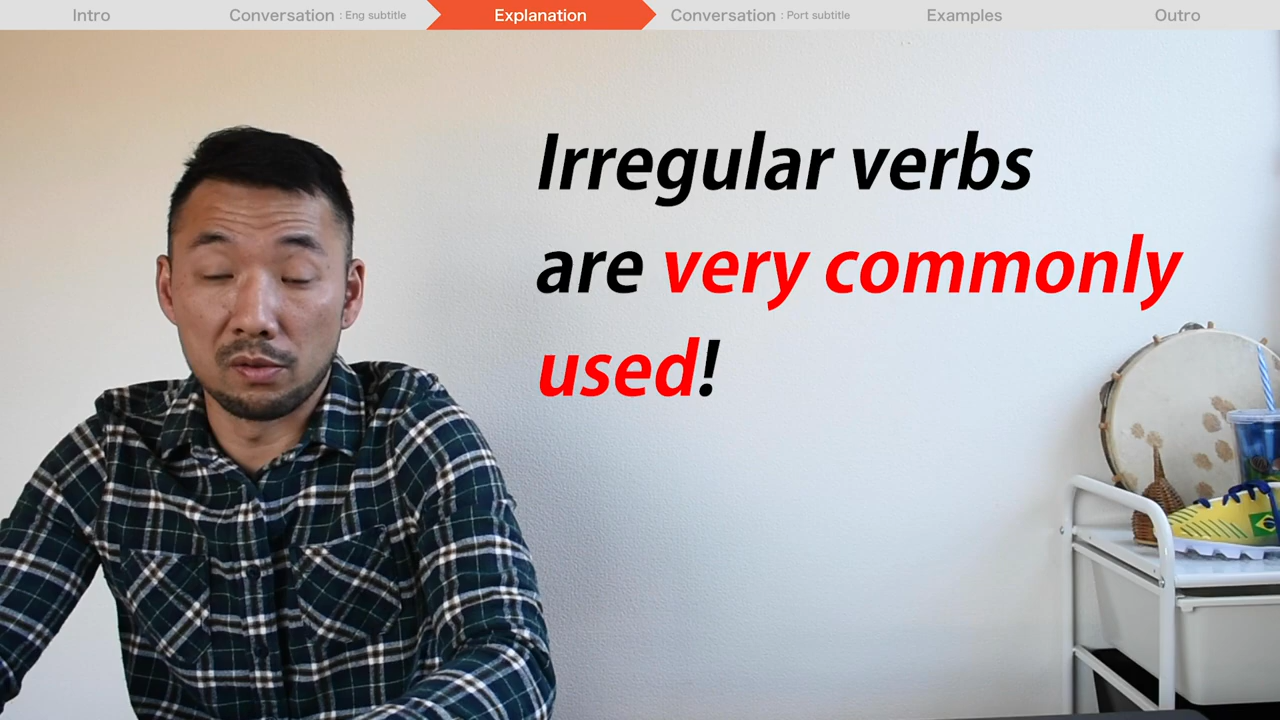 Intro
Conversation : Eng subtitle
Explanation
Conversation : Port subtitle
Examples
Outro
Irregular verbs
are very commonly
used!